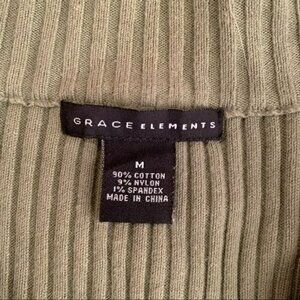 GRACE ELEMENTS
M
90% COTTON
9% NYLON
1% SPANDEX
MADE IN CHINA